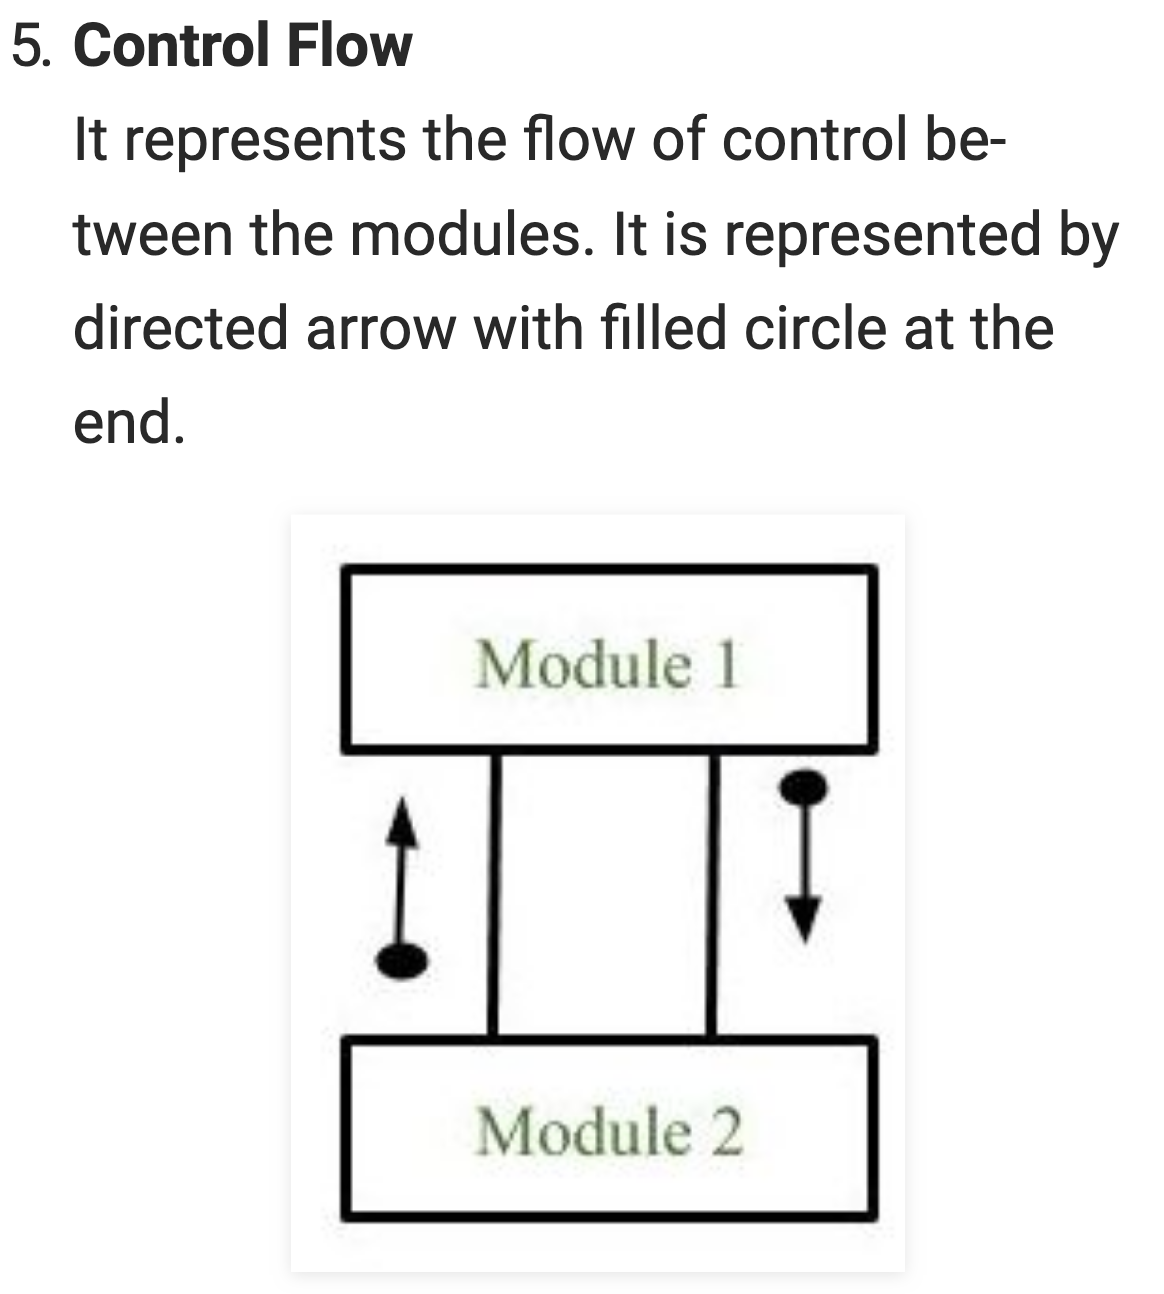 5. Control Flow
It represents the flow of control be-
tween the modules. It is represented by
directed arrow with filled circle at the
end.
Module 1
Module 2